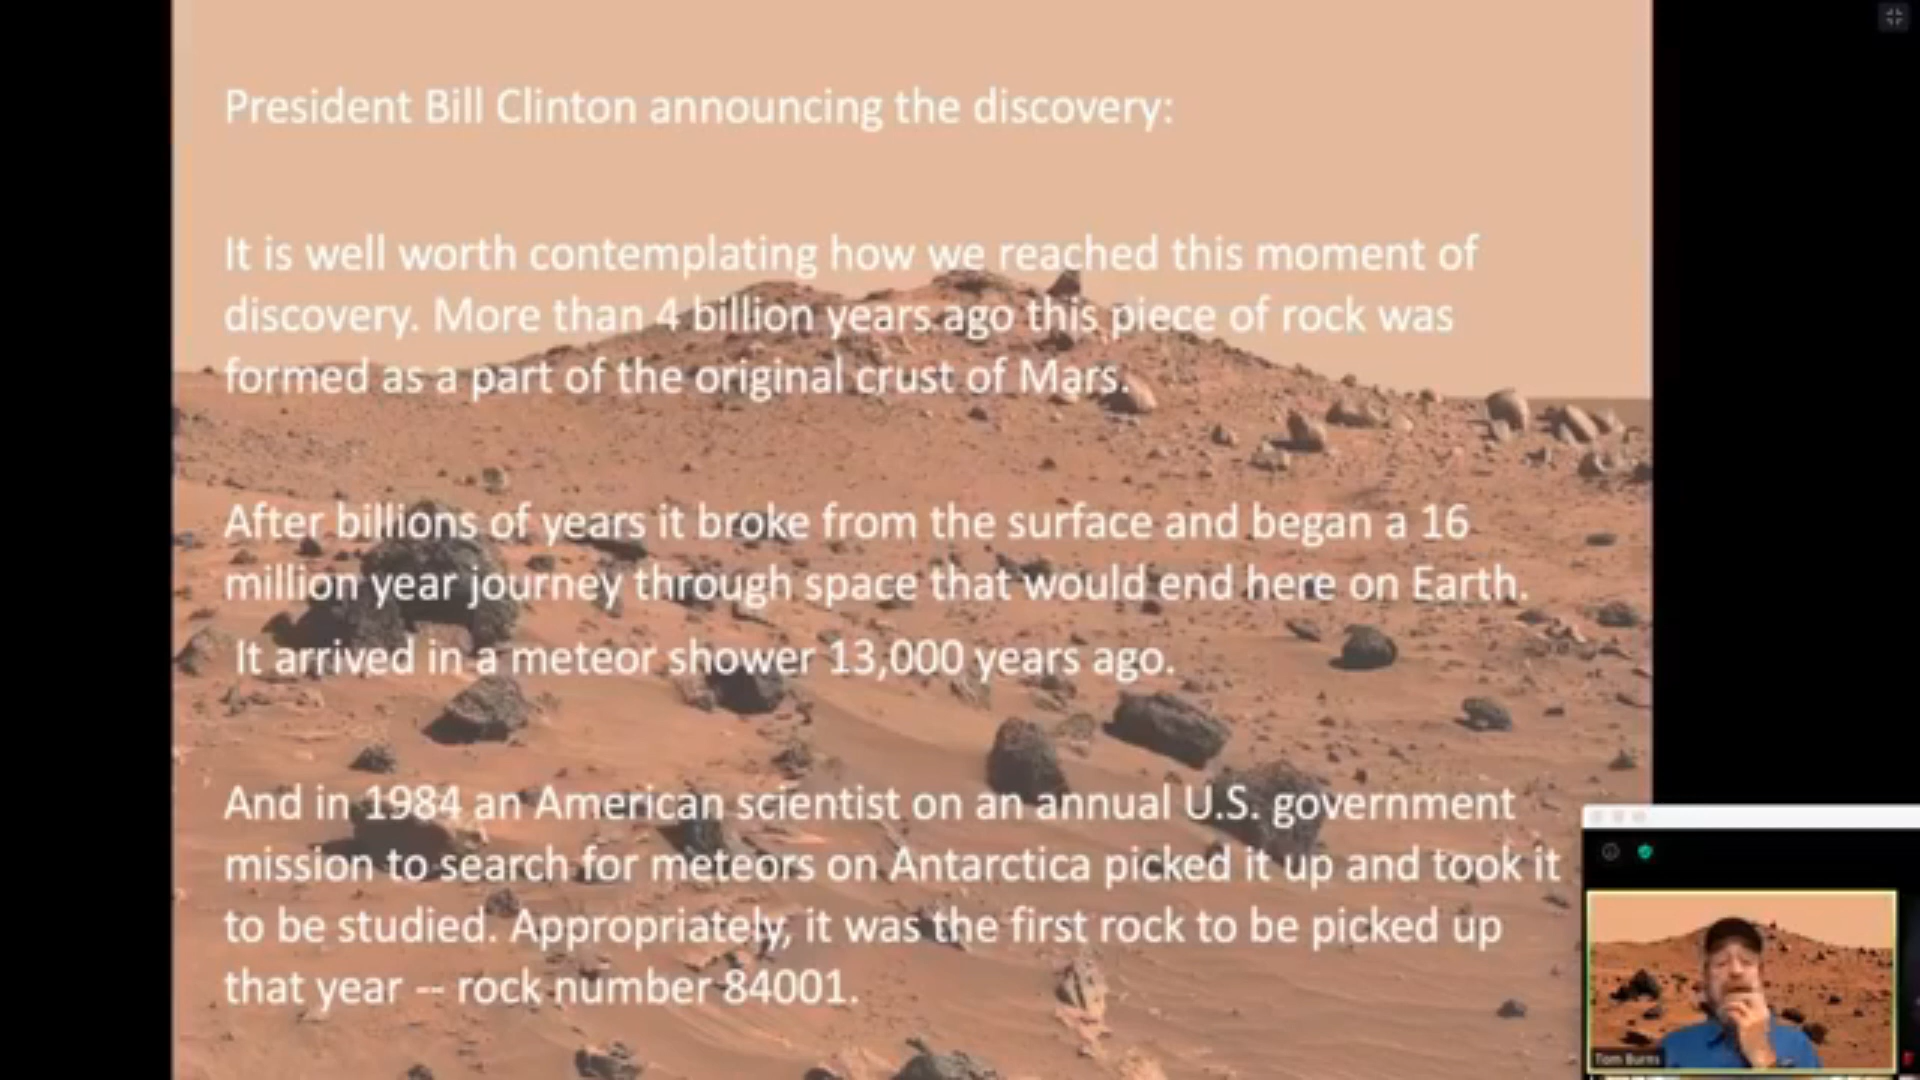 President Bill Clinton announcing the discovery:
It is well worth contemplating how we reached this moment of
discovery. More than 4 billion years ago this piece of rock was
formed as a part of the original crust of Mars.
After billions of years it broke from the surface and began a 16
million year journey through space that would end here on Earth.
It arrived in a meteor shower 13,000 years ago.
And in 1984 an American scientist on an annual U.S. government
mission to search for meteors on Antarctica picked it up and took it
to be studied. Appropriately, it was the first rock to be picked up
that year -- rock number 84001.
Tom Burns